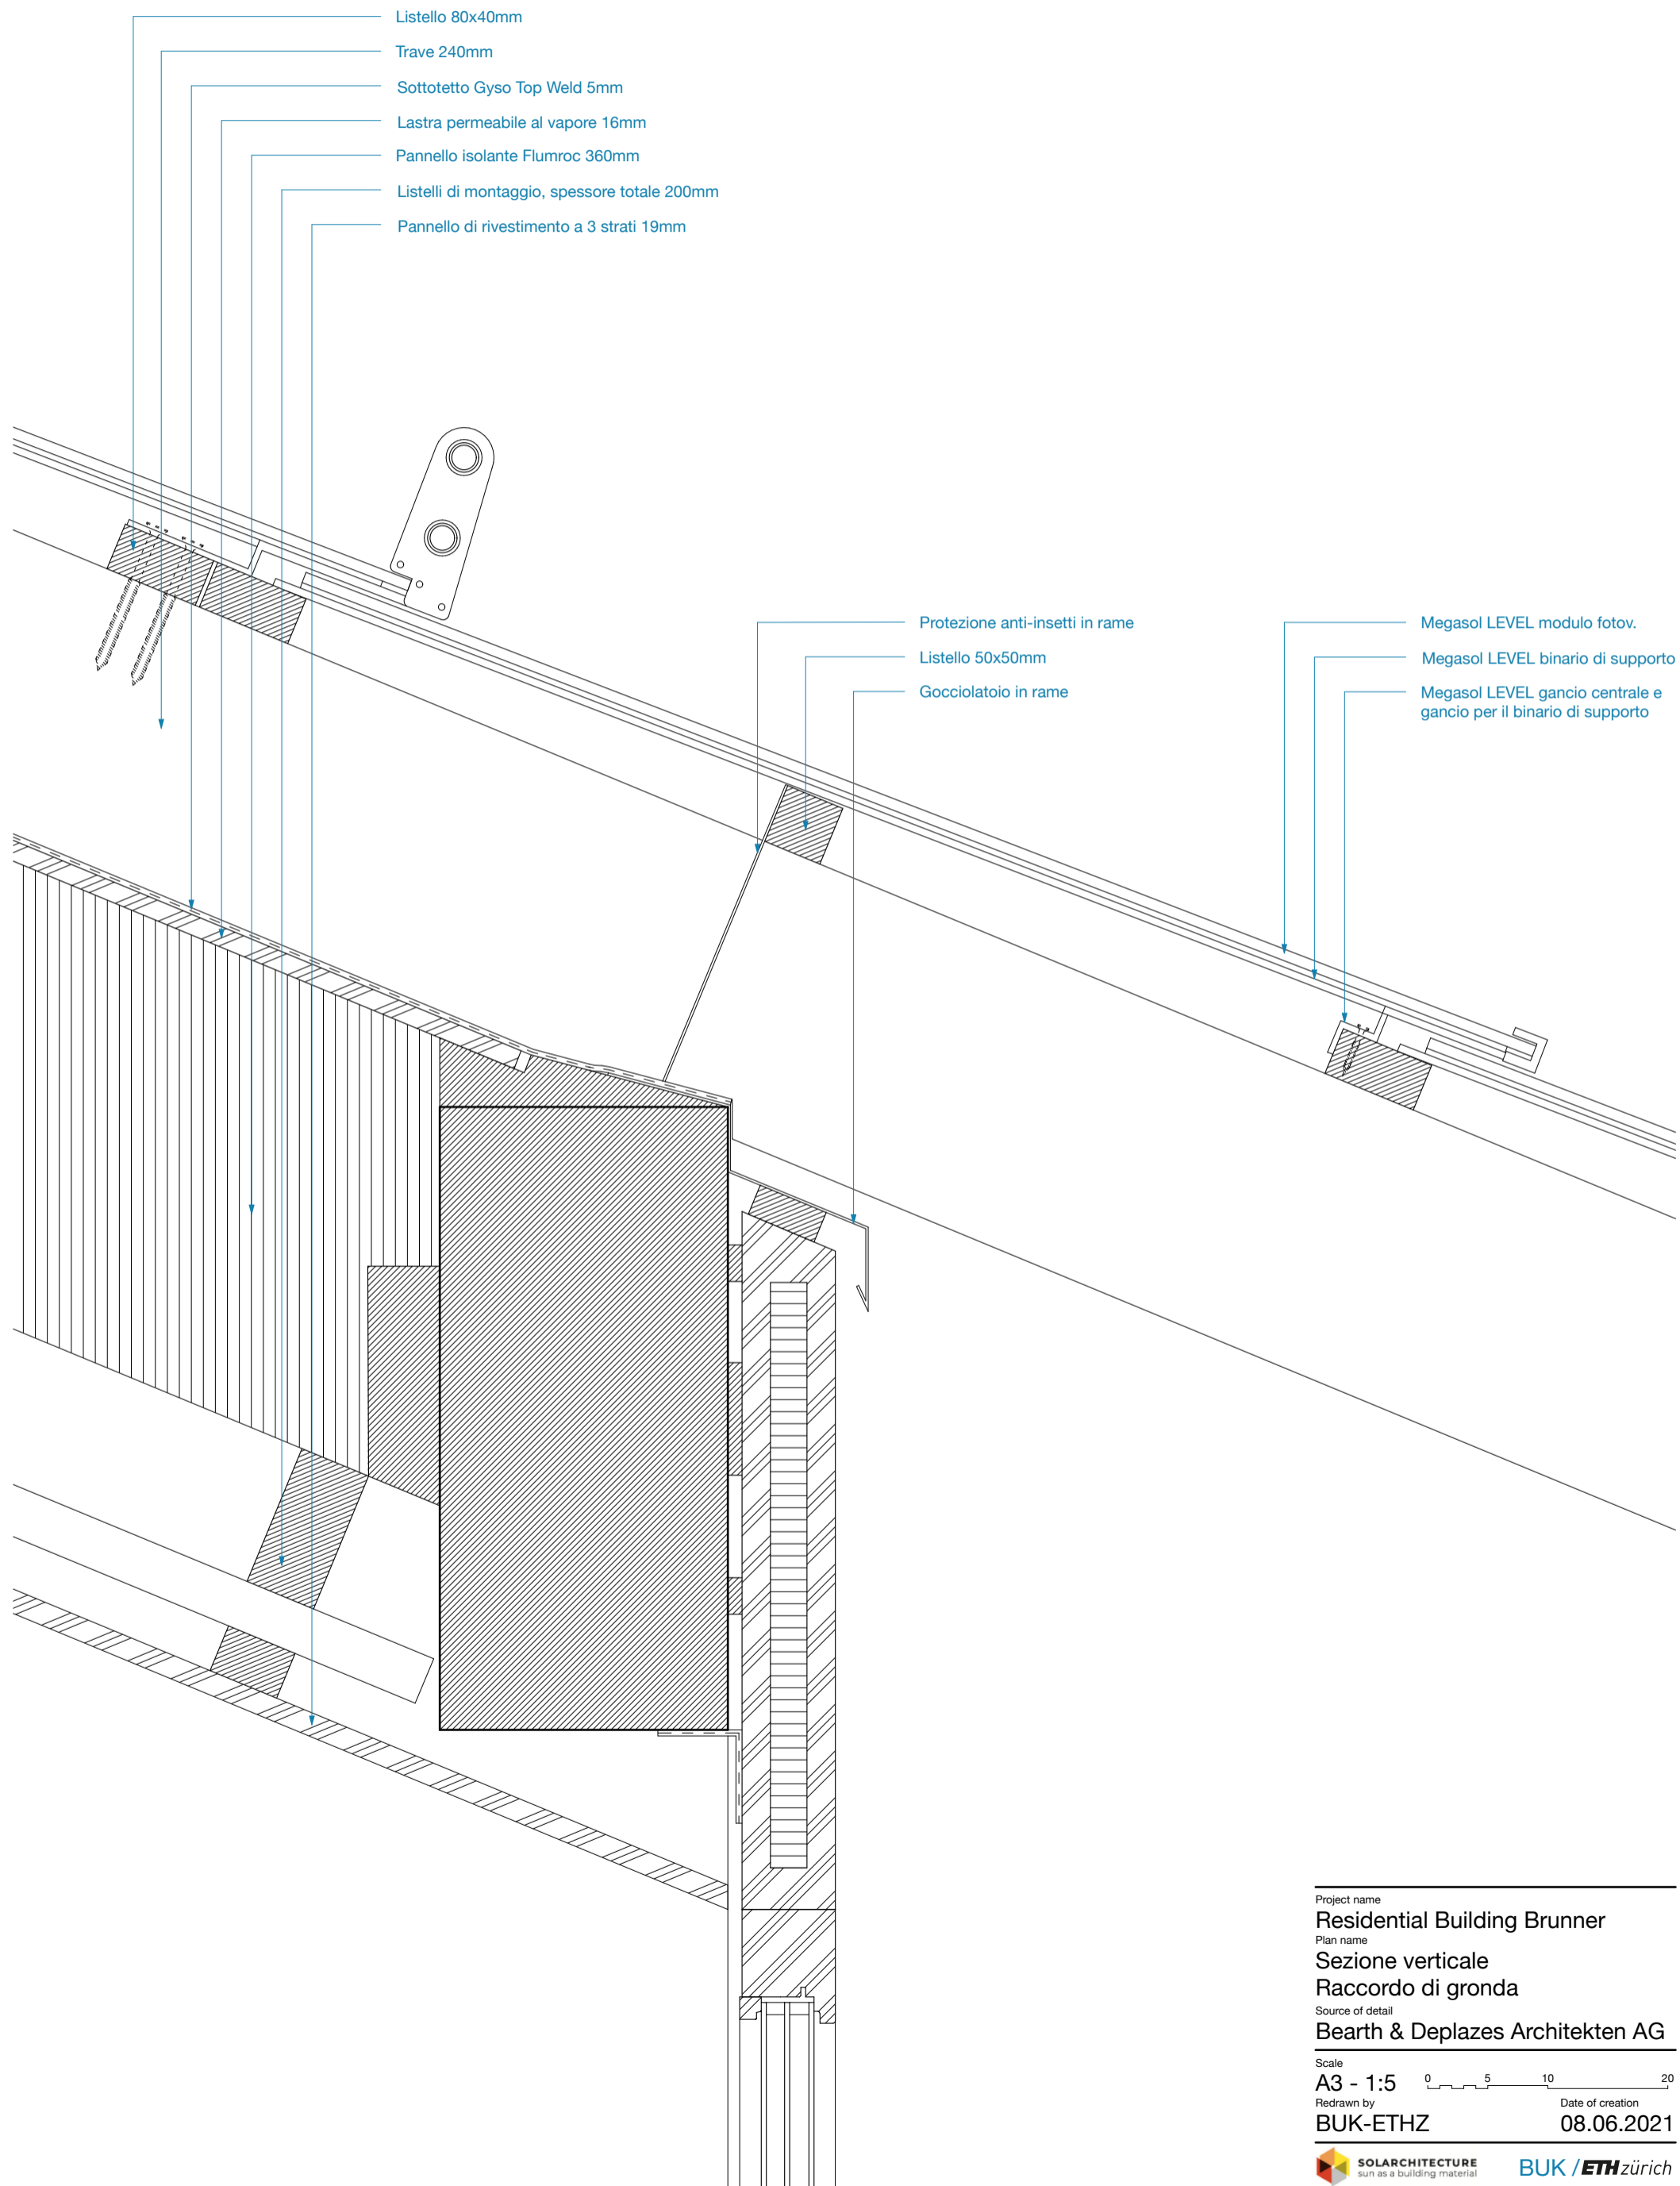 Listello 80x40mm
Trave 240mm
Sottotetto Gyso Top Weld 5mm
Lastra permeabile al vapore 16mm
Pannello isolante Flumroc 360mm
Listelli di montaggio, spessore totale 200mm
Pannello di rivestimento a 3 strati 19mm
Protezione anti-insetti in rame
Listello 50x50mm
Gocciolatoio in rame
Megasol LEVEL modulo fotov.
Megasol LEVEL binario di supporto
Megasol LEVEL gancio centrale e
gancio per il binario di supporto
Project name
Residential Building Brunner
Plan name
Sezione verticale
Raccordo di gronda
Source of detail
Bearth & Deplazes Architekten AG
Scale
A3 - 1:5
0 5 10 20
Redrawn by
BUK-ETHZ
Date of creation
08.06.2021
SOLARCHITECTURE
sun as a building material
BUK / ETH zürich